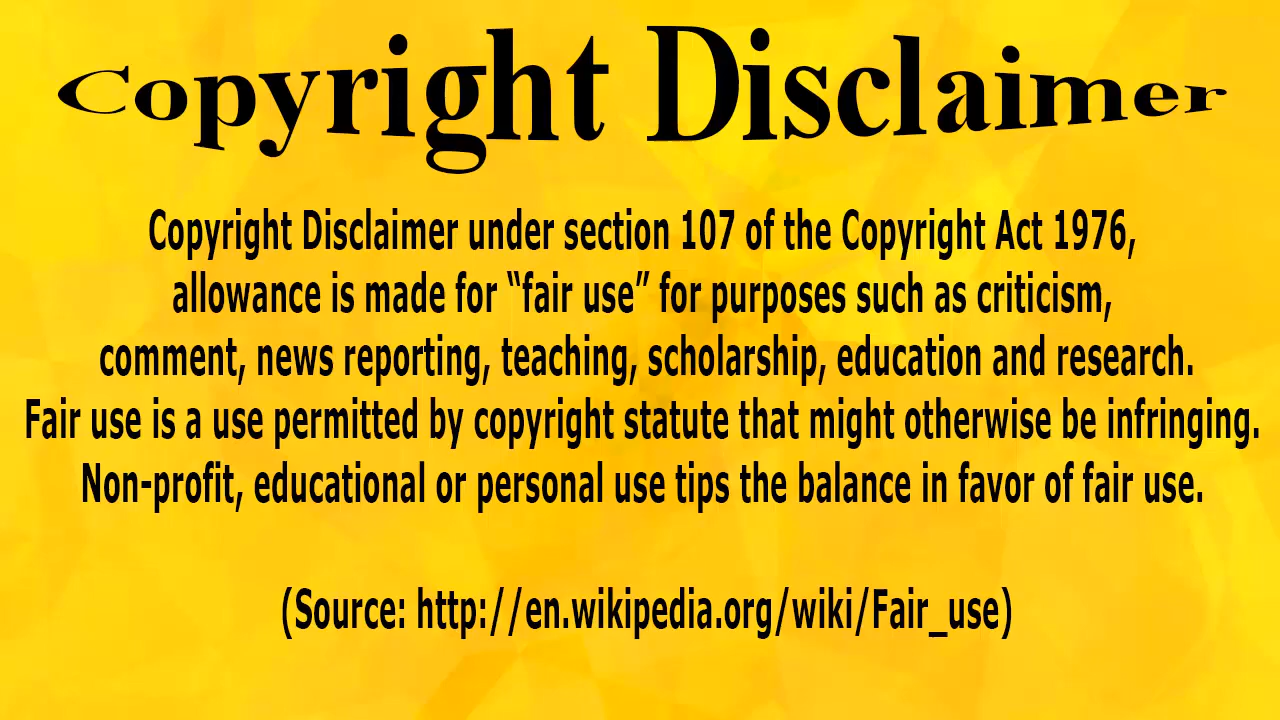 Copyright Disclaimer
Copyright Disclaimer under section 107 of the Copyright Act 1976,
allowance is made for “fair use” for purposes such as criticism,
comment, news reporting, teaching, scholarship, education and research.
Fair use is a use permitted by copyright statute that might otherwise be infringing.
Non-profit, educational or personal use tips the balance in favor of fair use.
(Source: http://en.wikipedia.org/wiki/Fair_use)